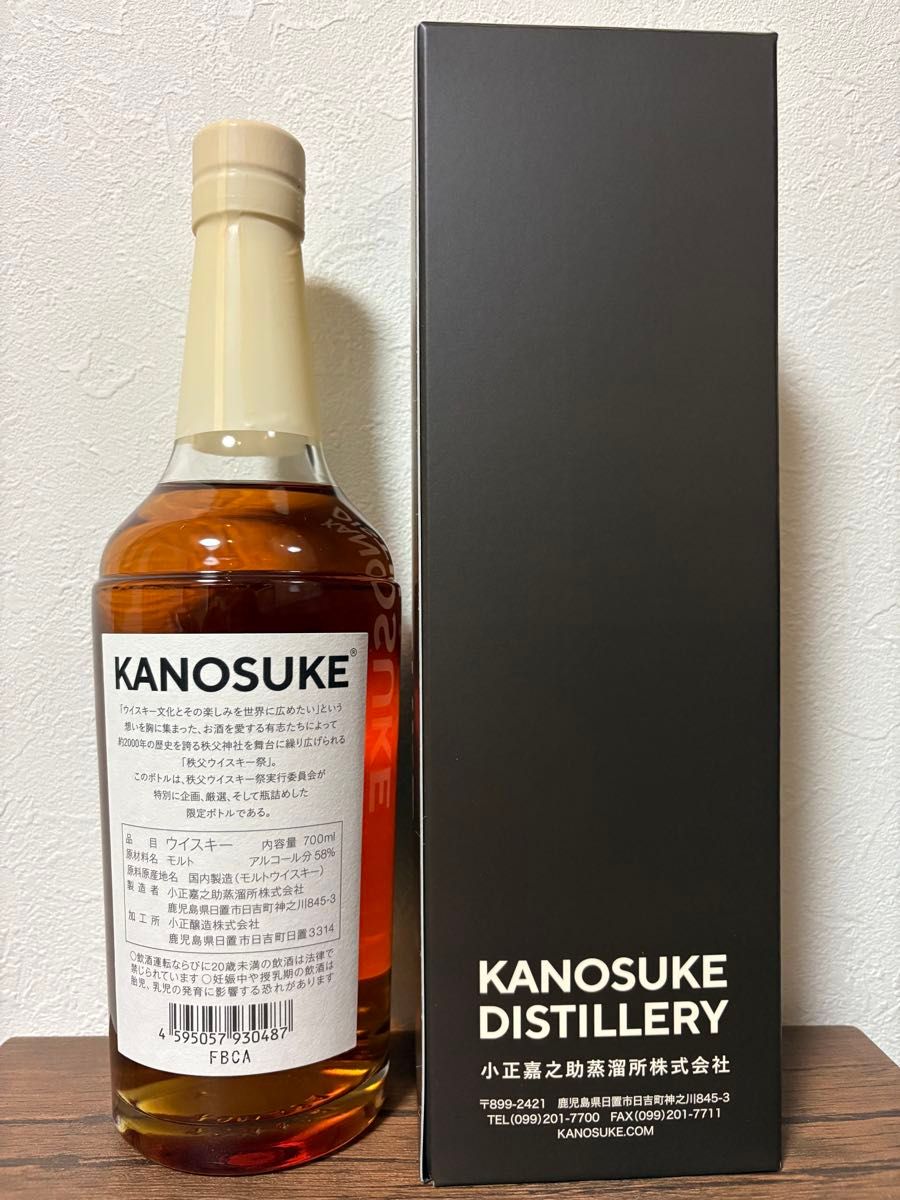 KANOSUKE®
「ウイスキー文化とその楽しみを世界に広めたい」という
想いを胸に集まった、お酒を愛する有志たちによって
約2000年の歴史を誇る秩父神社を舞台に繰り広げられる
「秩父ウイスキー祭」。
このボトルは、秩父ウイスキー祭実行委員会が
特別に企画、厳選、そして瓶詰めした
限定ボトルである。
品目 ウイスキー 内容量 700ml
原材料名 モルト アルコール分 58%
原料原産地名 国内製造（モルトウイスキー）
製造者 小正嘉之助蒸溜所株式会社
鹿児島県日置市日吉町神之川845-3
加工所 小正醸造株式会社
鹿児島県日置市日吉町日置3314
○飲酒運転ならびに20歳未満の飲酒は法律で
禁じられています ○妊娠中や授乳期の飲酒は
胎児、乳児の発育に影響する恐れがあります
4 595057 930487
FBCA
KANOSUKE
DISTILLERY
小正嘉之助蒸溜所株式会社
〒899-2421 鹿児島県日置市日吉町神之川845-3
TEL(099)201-7700 FAX(099)201-7711
KANOSUKE.COM